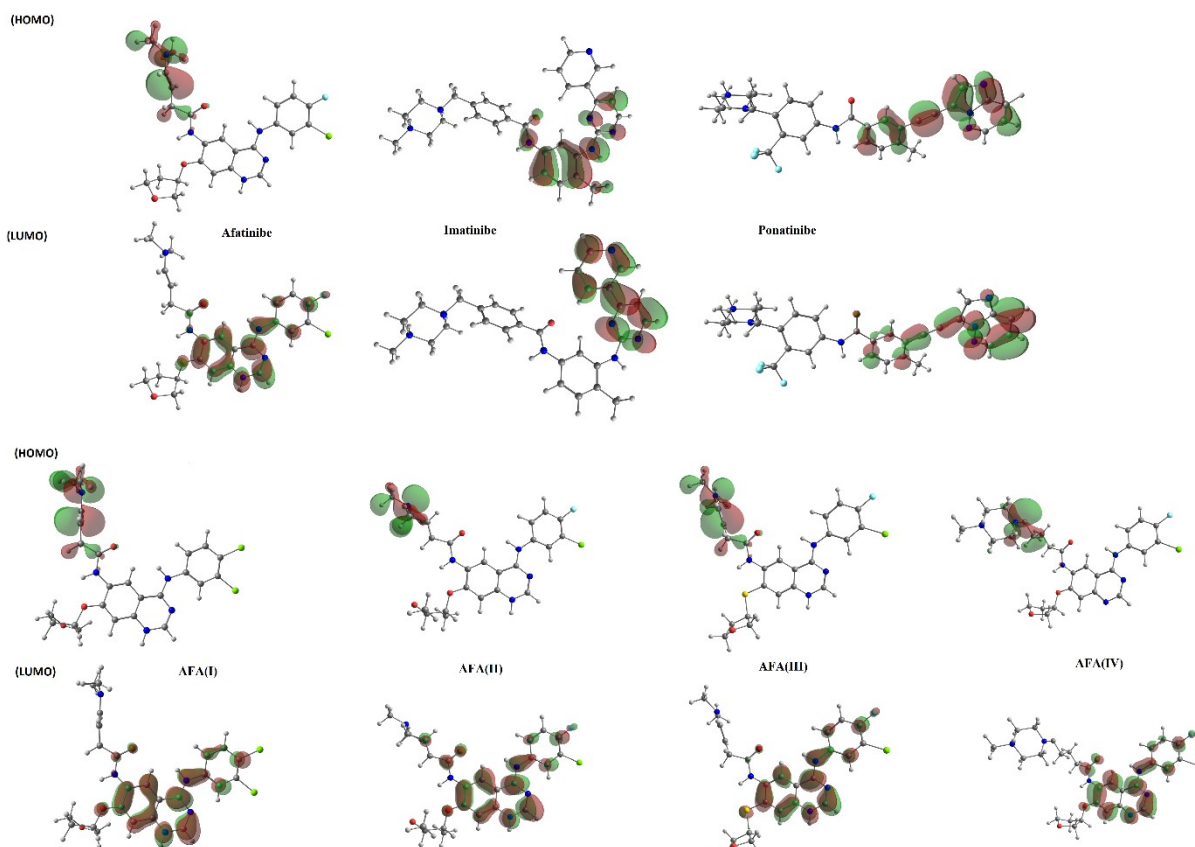 (HOMO)
Afatinibe Imatinibe Ponatinibe
(LUMO)
(HOMO)
AFA(I) AFA(II) AFA(III) AFA(IV)
(LUMO)